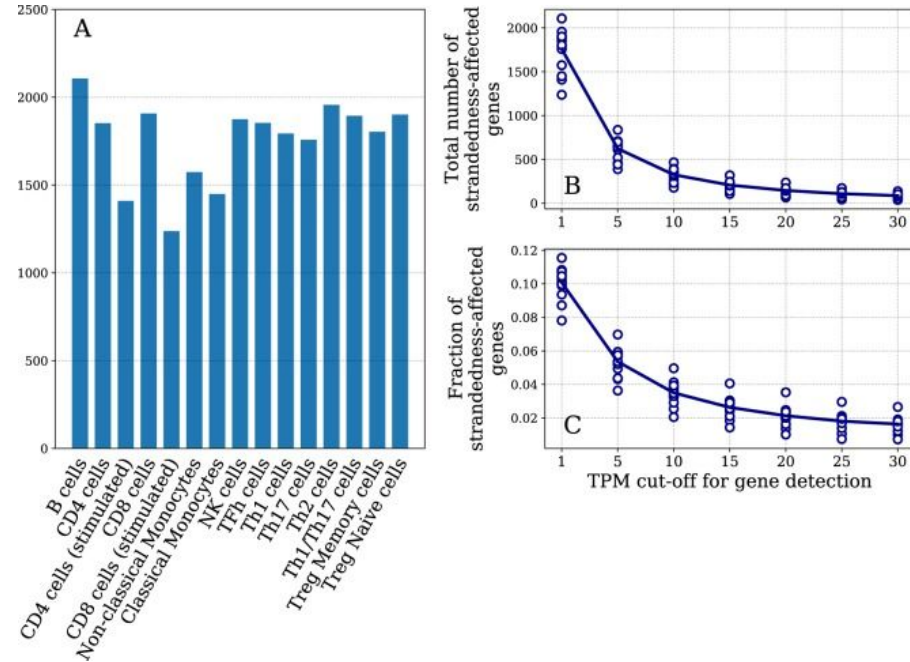 A
2500
2000
1500
1000
500
0
B cells
CD4 cells
CD4 cells (stimulated)
CD8 cells
CD8 cells (stimulated)
Non-classical Monocytes
Classical Monocytes
NK cells
TFh cells
Th1 cells
Th17 cells
Th2 cells
Th1/Th17 cells
Treg Memory cells
Treg Naive cells
Total number of
strandedness-affected
genes
2000
1500
1000
500
0
B
1 5 10 15 20 25 30
Fraction of
strandedness-affected
genes
0.12
0.10
0.08
0.06
0.04
0.02
C
1 5 10 15 20 25 30
TPM cut-off for gene detection